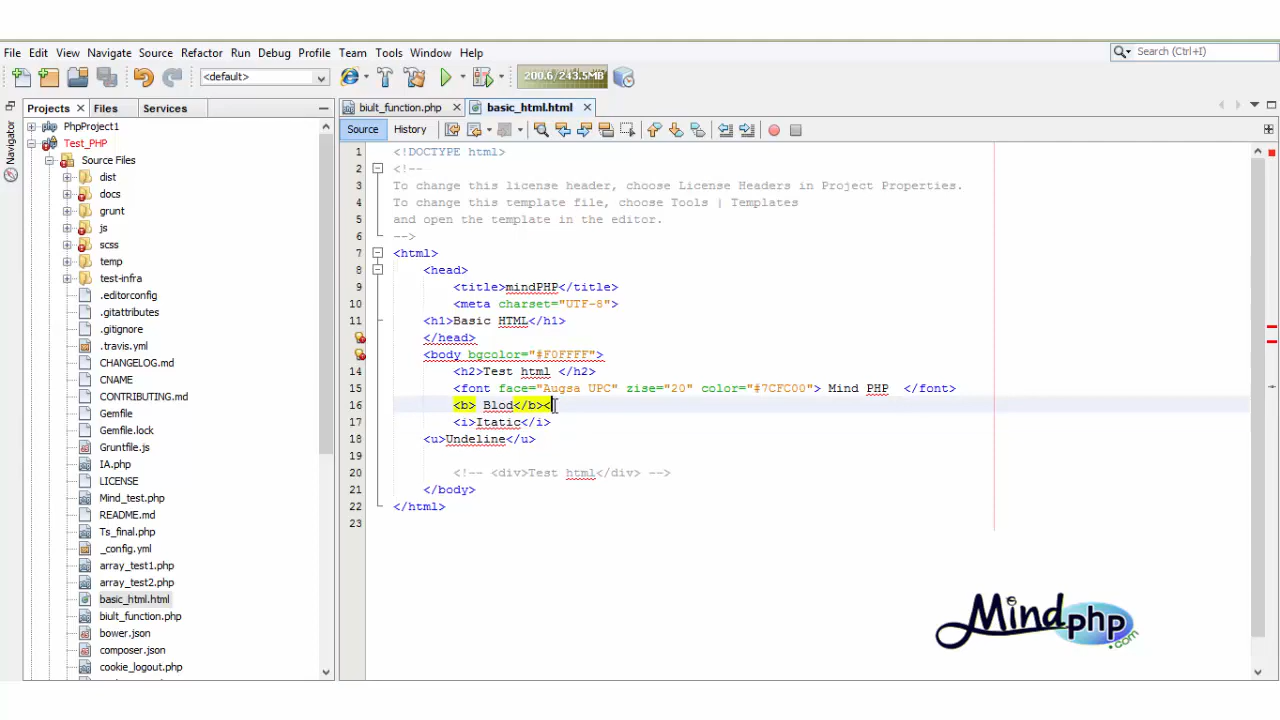 File Edit View Navigate Source Refactor Run Debug Profile Team Tools Window Help
Search (Ctrl+I)
<default>
200.6/243.5MB
Projects
Files
Services
Navigator
PhpProject1
Test_PHP
Source Files
dist
docs
grunt
js
scss
temp
test-infra
.editorconfig
.gitattributes
.gitignore
.travis.yml
CHANGELOG.md
CNAME
CONTRIBUTING.md
Gemfile
Gemfile.lock
Gruntfile.js
IA.php
LICENSE
Mind_test.php
README.md
Ts_final.php
_config.yml
array_test1.php
array_test2.php
basic_html.html
biult_function.php
bower.json
composer.json
cookie_logout.php
biult_function.php
basic_html.html
Source
History
1 <!DOCTYPE html>
2 <!--
3 To change this license header, choose License Headers in Project Properties.
4 To change this template file, choose Tools | Templates
5 and open the template in the editor.
6 -->
7 <html>
8 <head>
9 <title>mindPHP</title>
10 <meta charset="UTF-8">
11 <h1>Basic HTML</h1>
</head>
<body bgcolor="#F0FFFF">
14 <h2>Test html </h2>
15 <font face="Augsa UPC" zise="20" color="#7CFC00"> Mind PHP </font>
16 <b> Blod</b><
17 <i>Itatic</i>
18 <u>Undeline</u>
19
20 <!-- <div>Test html</div> -->
21 </body>
22 </html>
23
Mindphp
.com